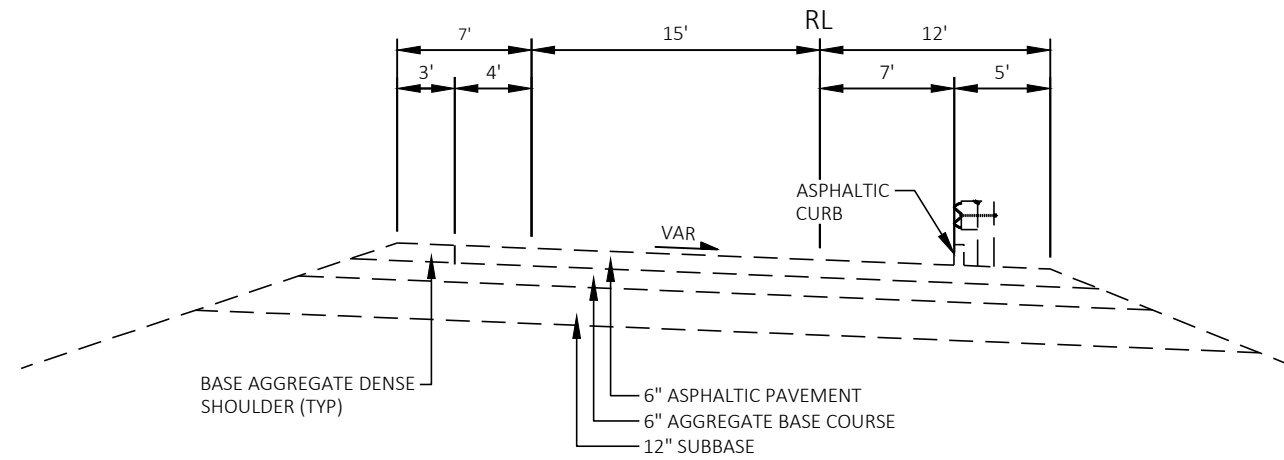 RL
7'
15'
12'
3'
4'
7'
5'
ASPHALTIC
CURB
VAR
BASE AGGREGATE DENSE
SHOULDER (TYP)
6" ASPHALTIC PAVEMENT
6" AGGREGATE BASE COURSE
12" SUBBASE